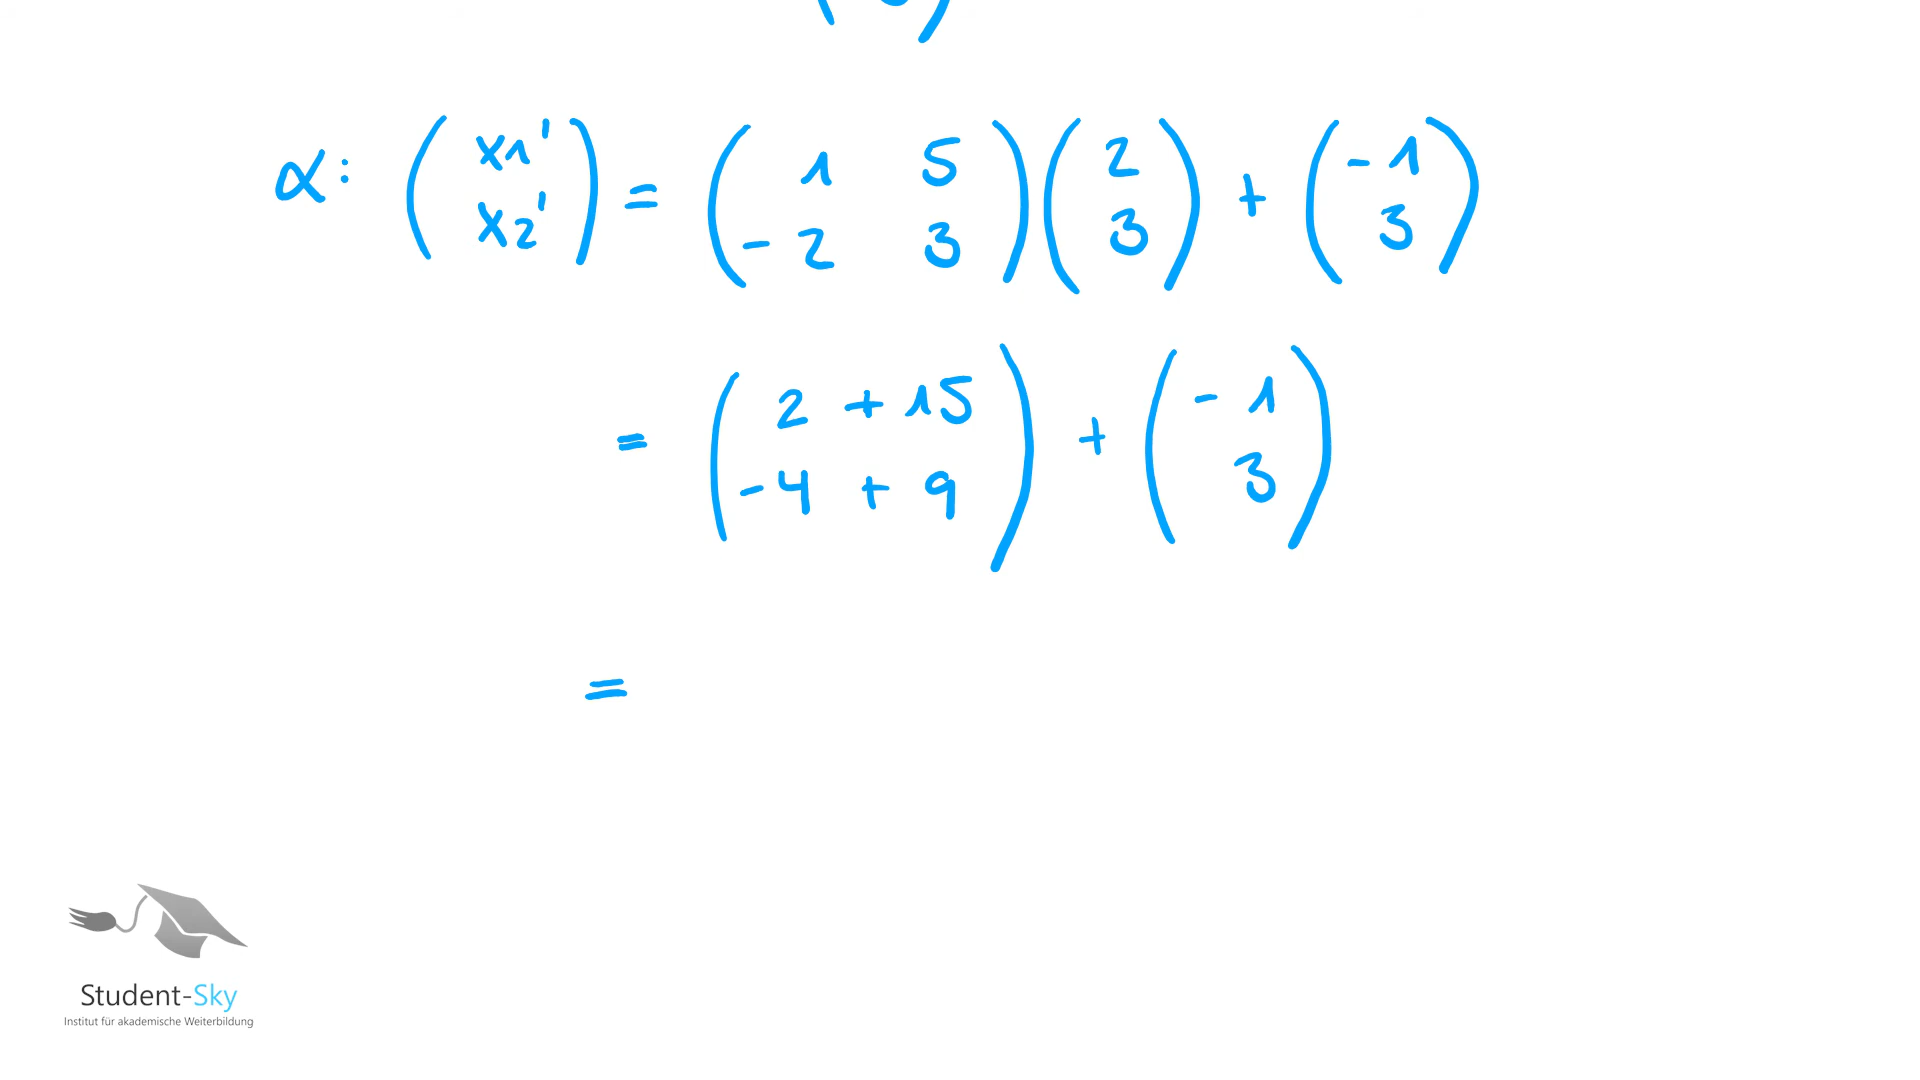 α: (x1' x2') = (1 5 -2 3) (2 3) + (-1 3)
= (2 + 15 -4 + 9) + (-1 3)
=
Student-Sky
Institut für akademische Weiterbildung